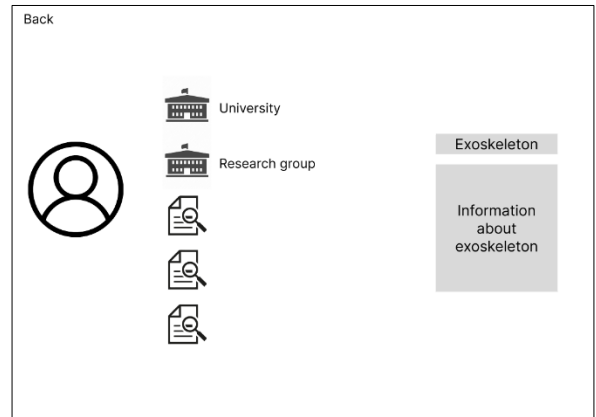 Back
University
Research group
Exoskeleton
Information
about
exoskeleton